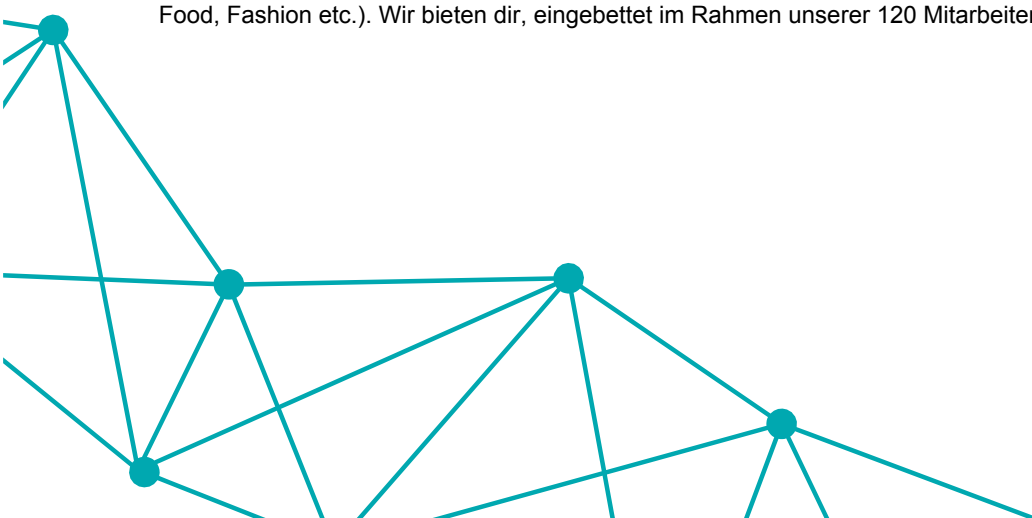 Food, Fashion etc.). Wir bieten dir, eingebettet im Rahmen unserer 120 Mitarbeiter